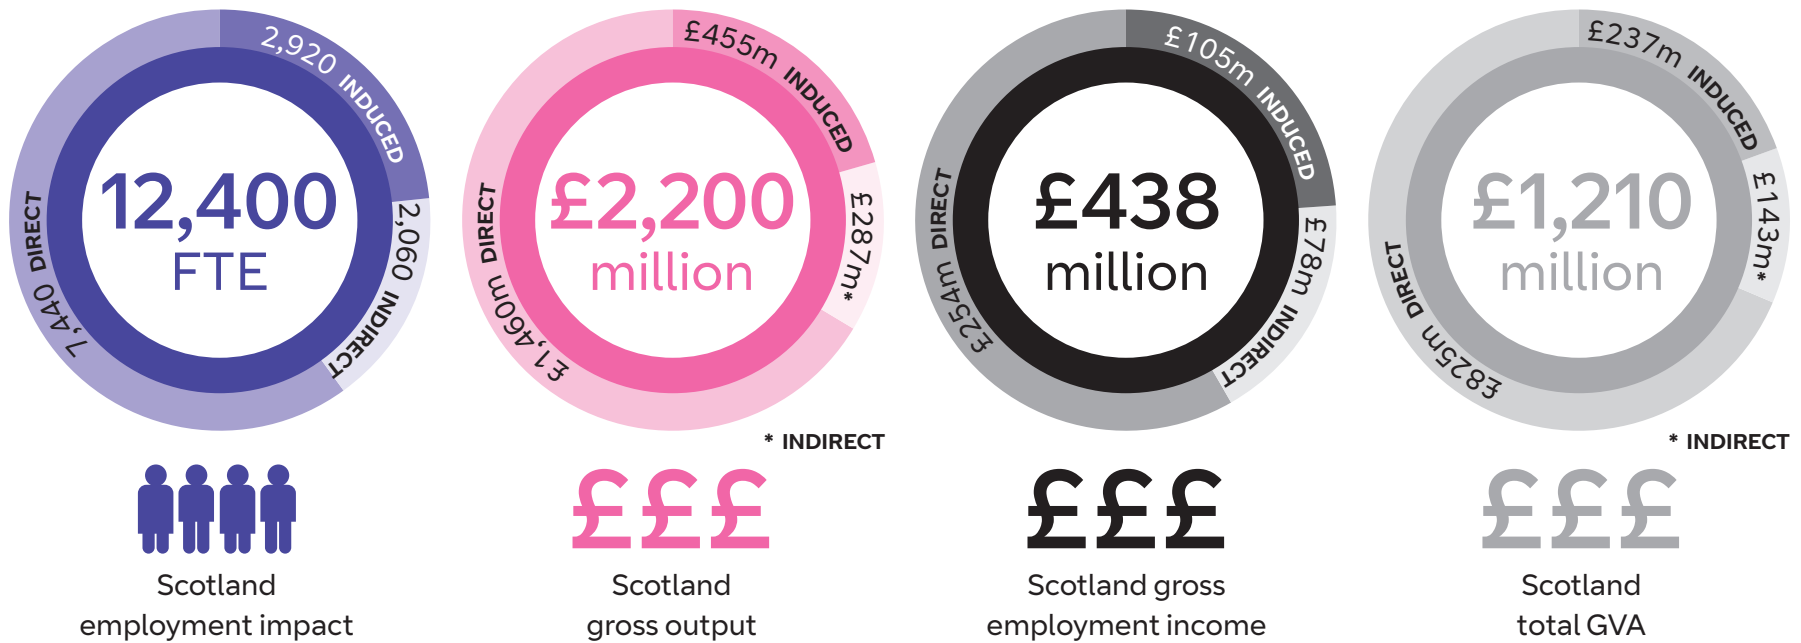 2,920 INDUCED
2,060 INDIRECT
7,440 DIRECT
12,400
FTE
Scotland
employment impact
£455m INDUCED
£287m*
£1,460m DIRECT
£2,200
million
* INDIRECT
£££
Scotland
gross output
£105m INDUCED
£78m INDIRECT
£254m DIRECT
£438
million
£££
Scotland gross
employment income
£237m INDUCED
£143m*
£825m DIRECT
£1,210
million
* INDIRECT
£££
Scotland
total GVA